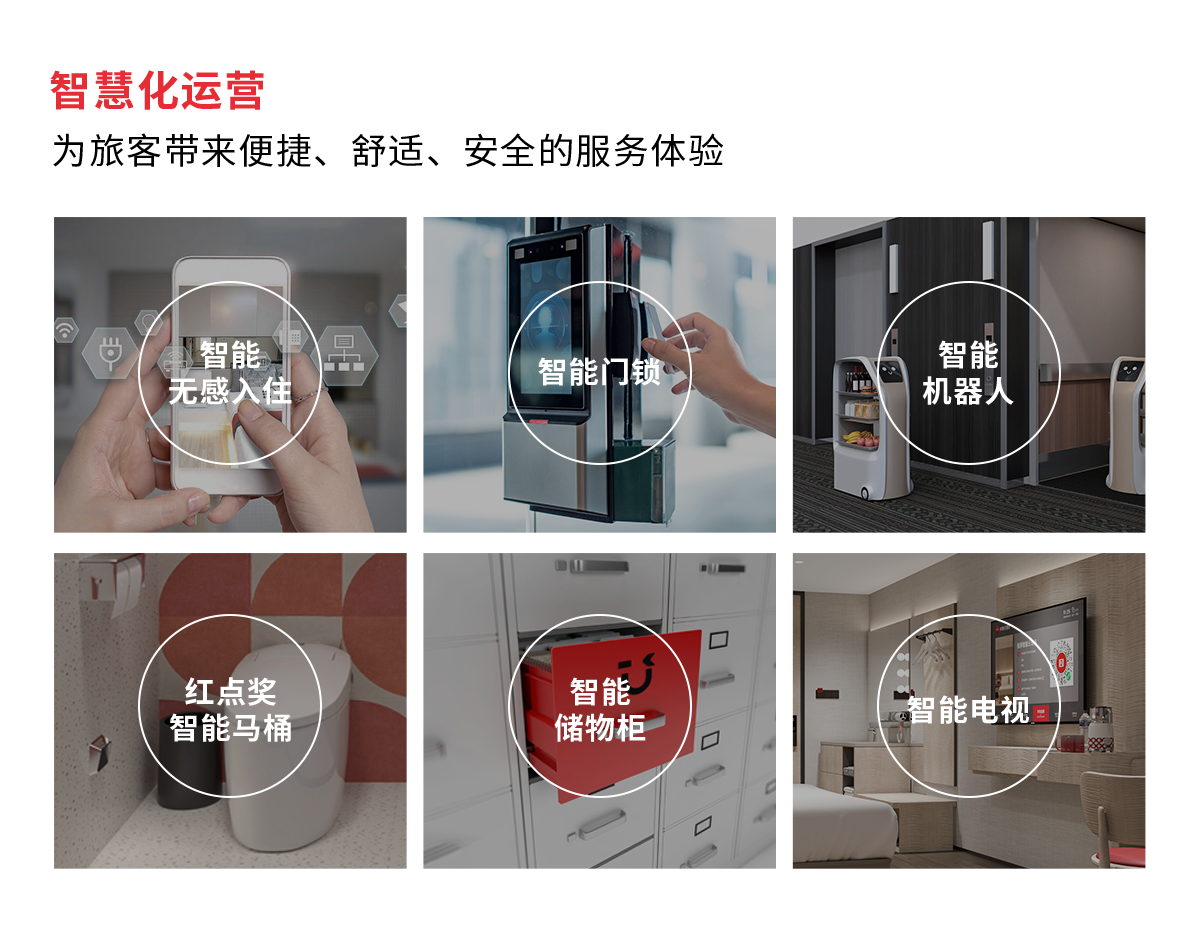 智慧化运营
为旅客带来便捷、舒适、安全的服务体验
智能
无感入住
智能门锁
智能
机器人
红点奖
智能马桶
智能
储物柜
智能电视